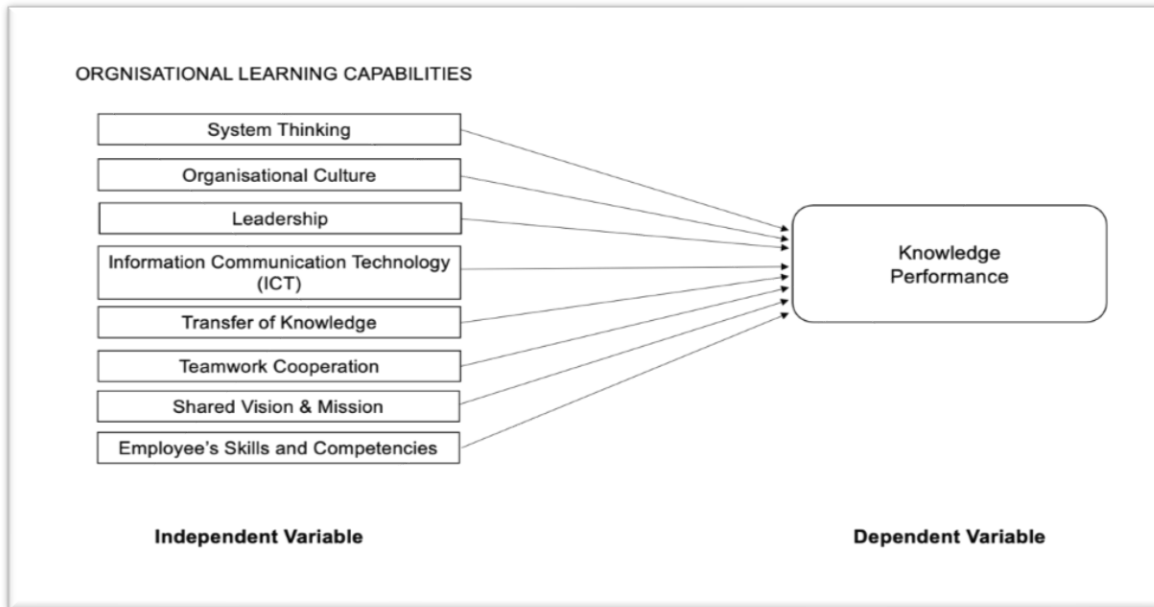 ORGNISATIONAL LEARNING CAPABILITIES
System Thinking
Organisational Culture
Leadership
Information Communication Technology
(ICT)
Transfer of Knowledge
Teamwork Cooperation
Shared Vision & Mission
Employee's Skills and Competencies
Knowledge
Performance
Independent Variable
Dependent Variable